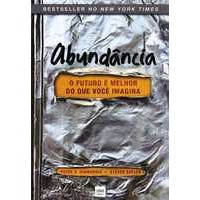 BESTSELLER NO NEW YORK TIMES
Abundância
O FUTURO É MELHOR
DO QUE VOCÊ IMAGINA
PETER H. DIAMANDIS STEVEN KOTLER